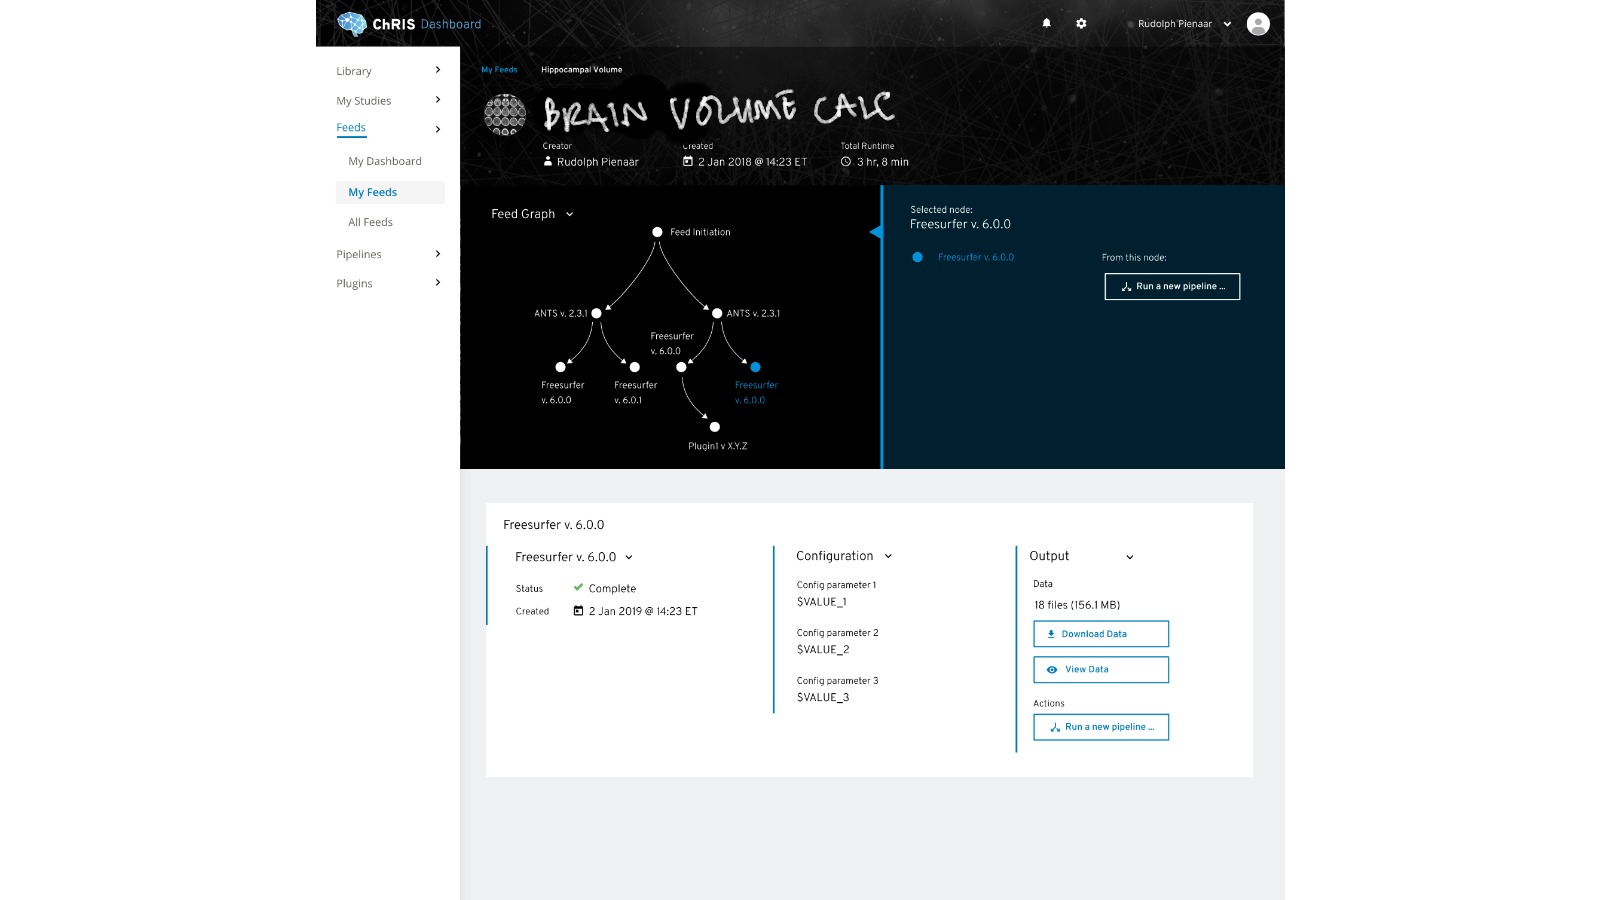 ChRIS Dashboard
Rudolph Pienaar
Library
My Studies
Feeds
My Dashboard
My Feeds
All Feeds
Pipelines
Plugins
My Feeds Hippocampal Volume
BRAIN VOLUME CALC
Creator
Rudolph Pienaar
Created
2 Jan 2018 @ 14:23 ET
Total Runtime
3 hr, 8 min
Feed Graph
Feed Initiation
ANTS v. 2.3.1
ANTS v. 2.3.1
Freesurfer
v. 6.0.0
Freesurfer
v. 6.0.0
Freesurfer
v. 6.0.1
Freesurfer
v. 6.0.0
Plugin1 v X.Y.Z
Selected node:
Freesurfer v. 6.0.0
Freesurfer v. 6.0.0
From this node:
Run a new pipeline ...
Freesurfer v. 6.0.0
Freesurfer v. 6.0.0
Status Complete
Created 2 Jan 2019 @ 14:23 ET
Configuration
Config parameter 1
$VALUE_1
Config parameter 2
$VALUE_2
Config parameter 3
$VALUE_3
Output
Data
18 files (156.1 MB)
Download Data
View Data
Actions
Run a new pipeline ...